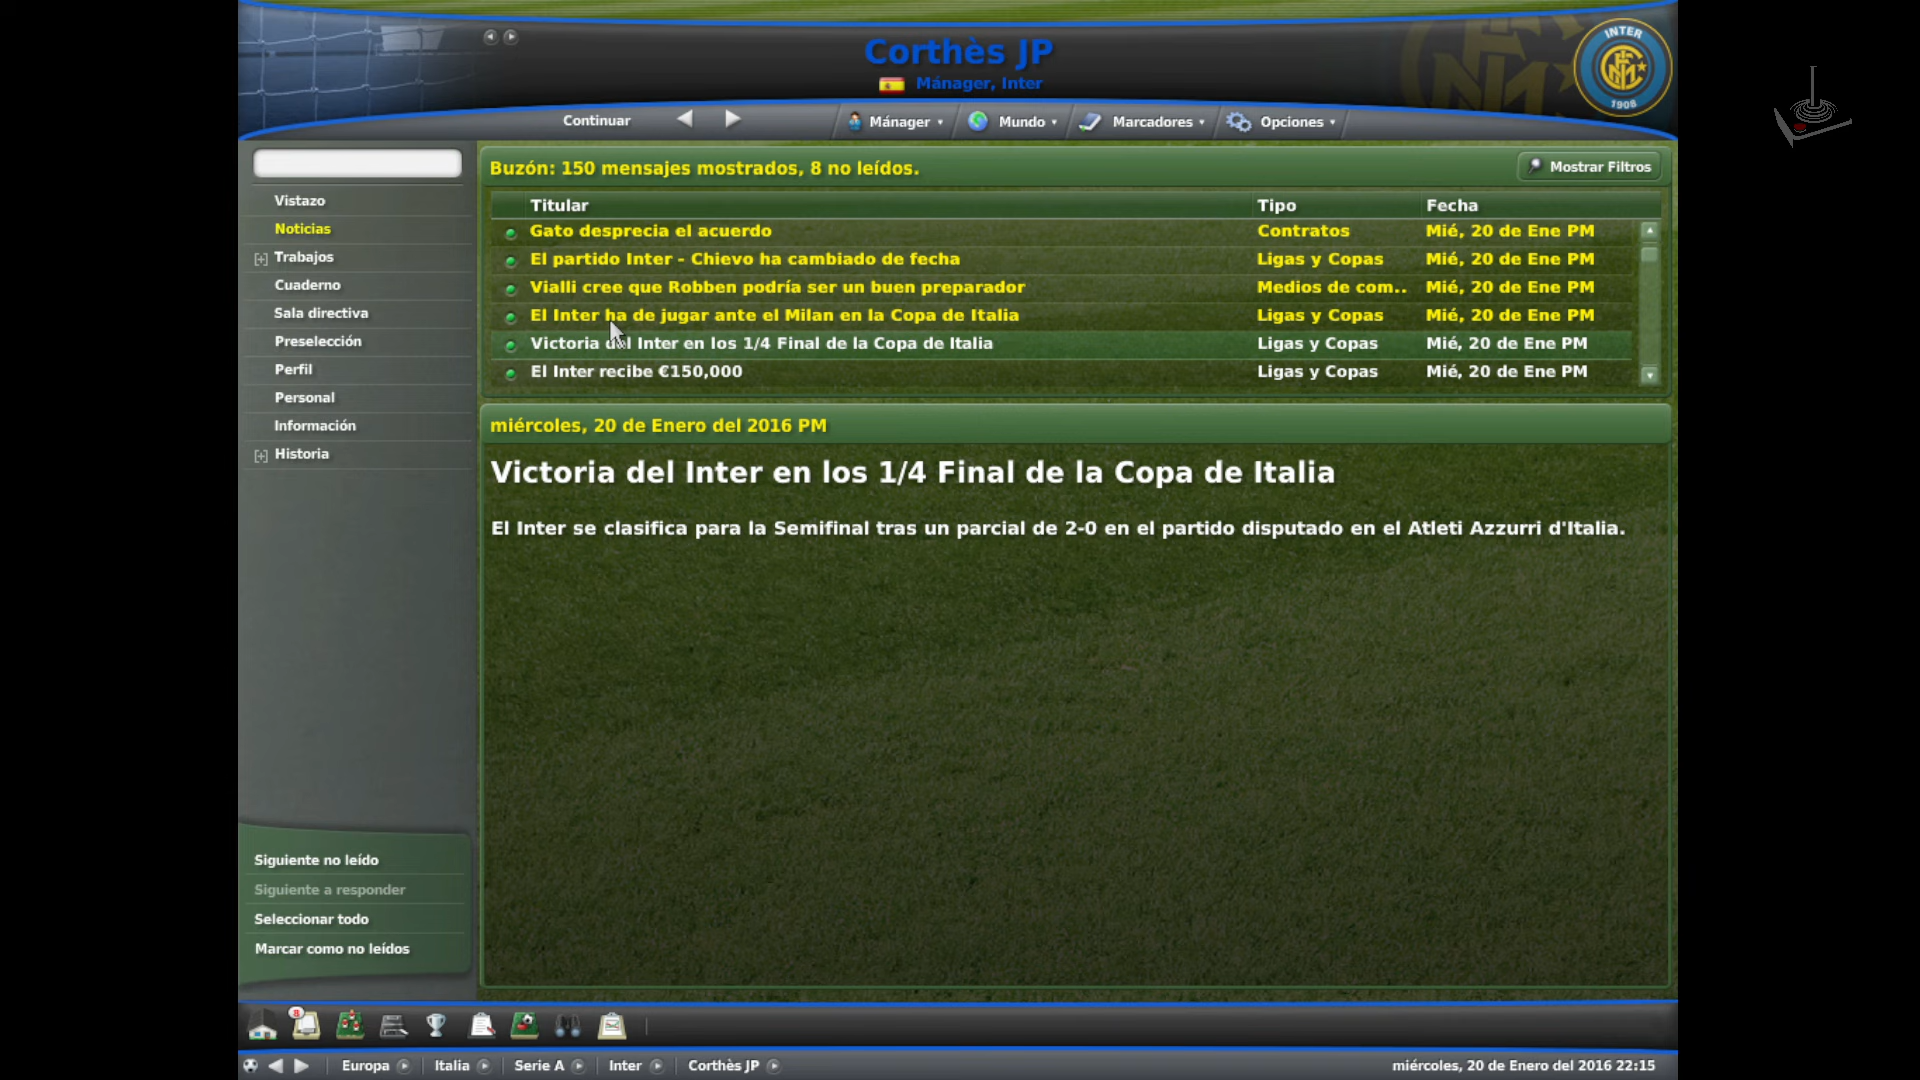 Corthès JP
Mánager, Inter
INTER
1908
Continuar
Mánager
Mundo
Marcadores
Opciones
Buzón: 150 mensajes mostrados, 8 no leídos.
Mostrar Filtros
Titular Tipo Fecha
Gato desprecia el acuerdo Contratos Mié, 20 de Ene PM
El partido Inter - Chievo ha cambiado de fecha Ligas y Copas Mié, 20 de Ene PM
Vialli cree que Robben podría ser un buen preparador Medios de com.. Mié, 20 de Ene PM
El Inter ha de jugar ante el Milan en la Copa de Italia Ligas y Copas Mié, 20 de Ene PM
Victoria del Inter en los 1/4 Final de la Copa de Italia Ligas y Copas Mié, 20 de Ene PM
El Inter recibe €150,000 Ligas y Copas Mié, 20 de Ene PM
Vistazo
Noticias
[+] Trabajos
Cuaderno
Sala directiva
Preselección
Perfil
Personal
Información
[+] Historia
miércoles, 20 de Enero del 2016 PM
Victoria del Inter en los 1/4 Final de la Copa de Italia
El Inter se clasifica para la Semifinal tras un parcial de 2-0 en el partido disputado en el Atleti Azzurri d'Italia.
Siguiente no leído
Siguiente a responder
Seleccionar todo
Marcar como no leídos
8
Europa
Italia
Serie A
Inter
Corthès JP
miércoles, 20 de Enero del 2016 22:15